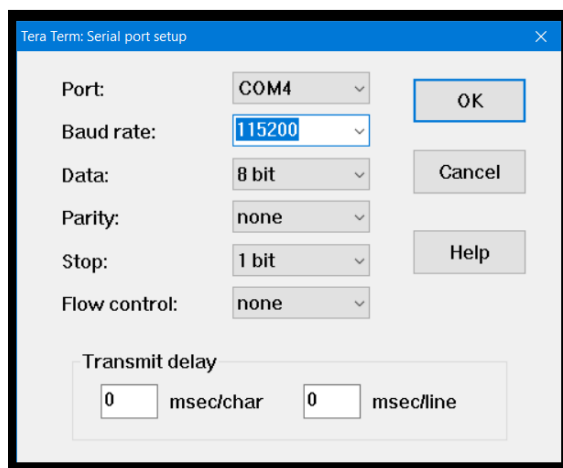 Tera Term: Serial port setup
Port: COM4
OK
Baud rate: 115200
Data: 8 bit
Cancel
Parity: none
Stop: 1 bit
Help
Flow control: none
Transmit delay
0 msec/char 0 msec/line